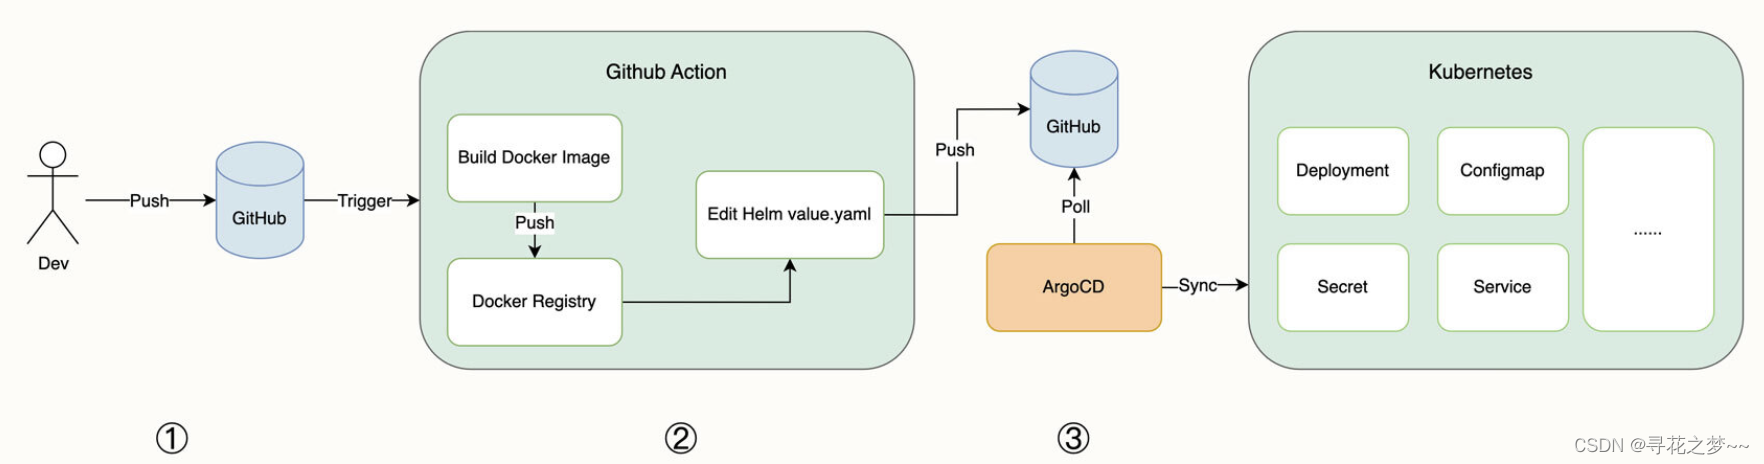 Dev
Push
GitHub
Trigger
Github Action
Build Docker Image
Push
Docker Registry
Edit Helm value.yaml
Push
GitHub
Poll
ArgoCD
Sync
Kubernetes
Deployment
Configmap
Secret
Service
......
①
②
③
CSDN @寻花之梦~~